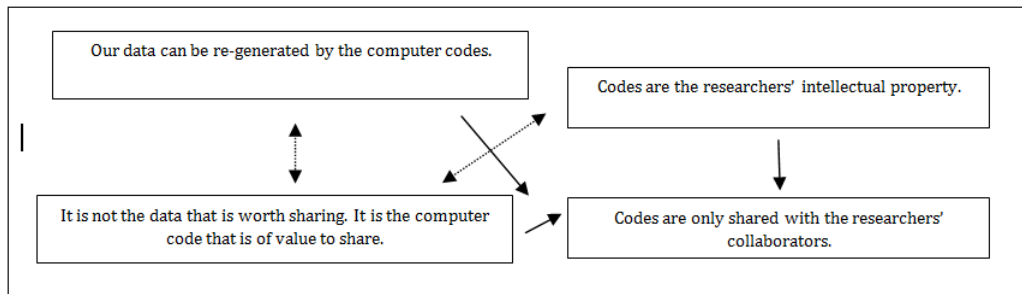 Our data can be re-generated by the computer codes.
Codes are the researchers’ intellectual property.
It is not the data that is worth sharing. It is the computer
code that is of value to share.
Codes are only shared with the researchers’
collaborators.